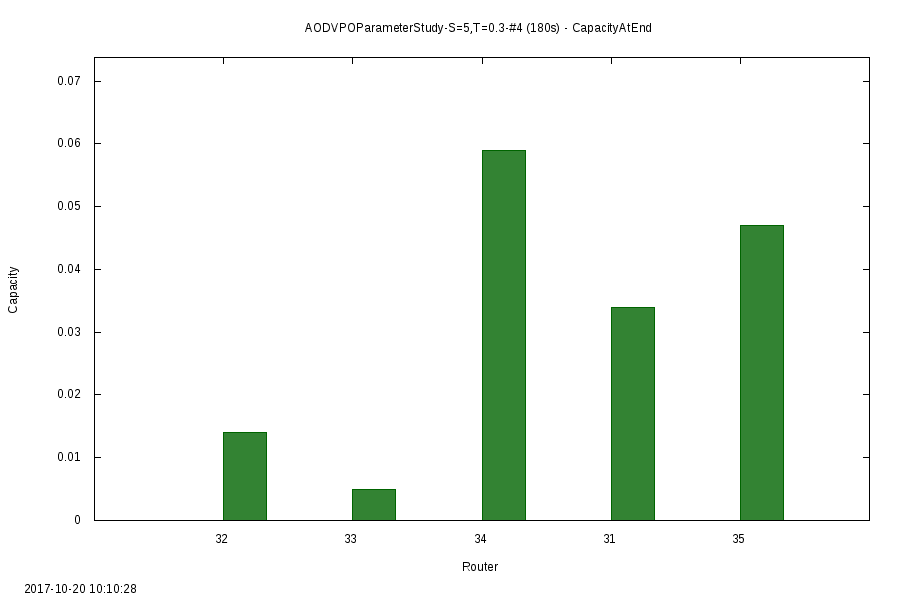 AODVPOParameterStudy-S=5,T=0.3-#4 (180s) - CapacityAtEnd
0.07
0.06
0.05
0.04
0.03
0.02
0.01
0
Capacity
32 33 34 31 35
Router
2017-10-20 10:10:28